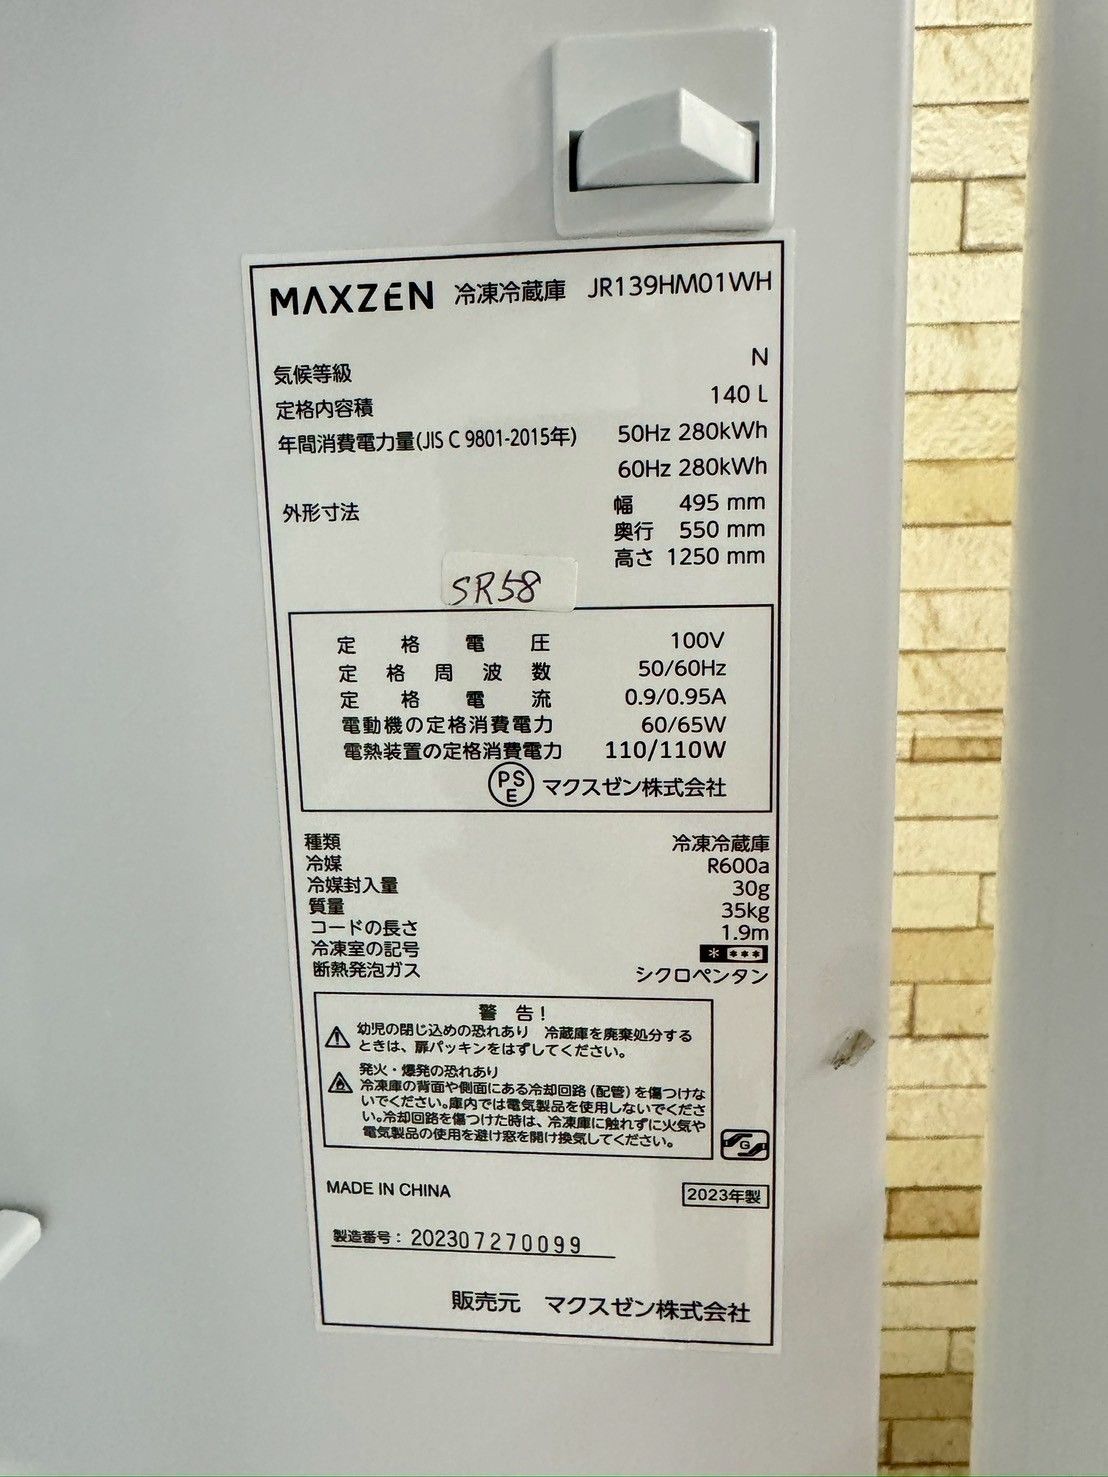 MAXZEN 冷凍冷蔵庫 JR139HM01WH
気候等級 N
定格内容積 140 L
年間消費電力量(JIS C 9801-2015年) 50Hz 280kWh
60Hz 280kWh
外形寸法 幅 495 mm
奥行 550 mm
高さ 1250 mm
SR58
定格電圧 100V
定格周波数 50/60Hz
定格電流 0.9/0.95A
電動機の定格消費電力 60/65W
電熱装置の定格消費電力 110/110W
PSE マクスゼン株式会社
種類 冷凍冷蔵庫
冷媒 R600a
冷媒封入量 30g
質量 35kg
コードの長さ 1.9m
冷凍室の記号 * ***
断熱発泡ガス シクロペンタン
警 告！
幼児の閉じ込めの恐れあり 冷蔵庫を廃棄処分する
ときは、扉パッキンをはずしてください。
発火・爆発の恐れあり
冷凍庫の背面や側面にある冷却回路（配管）を傷つけな
いでください。庫内では電気製品を使用しないでくださ
い。冷却回路を傷つけた時は、冷凍庫に触れずに火気や
電気製品の使用を避け窓を開け換気してください。
G
MADE IN CHINA 2023年製
製造番号： 202307270099
販売元 マクスゼン株式会社